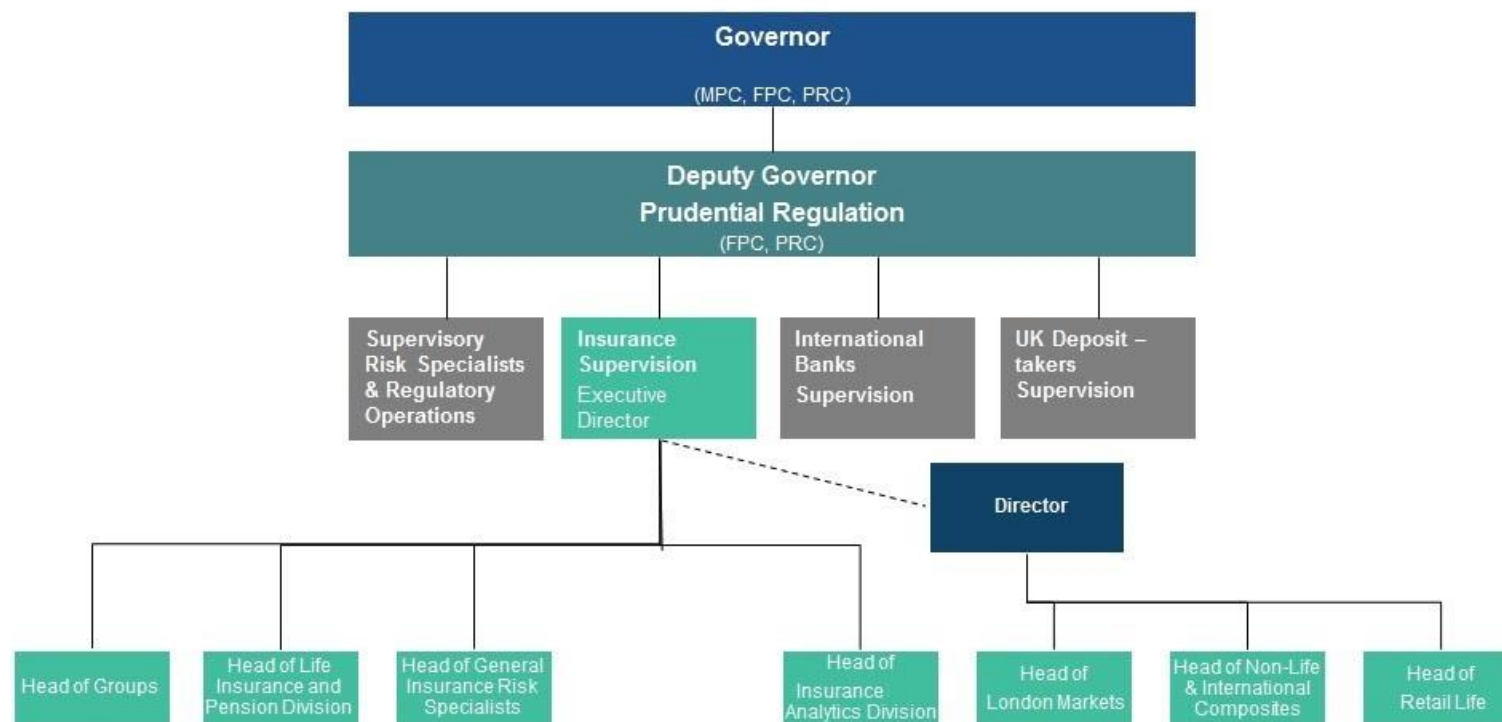 Governor
(MPC, FPC, PRC)
Deputy Governor
Prudential Regulation
(FPC, PRC)
Supervisory
Risk Specialists
& Regulatory
Operations
Insurance
Supervision
Executive
Director
International
Banks
Supervision
UK Deposit –
takers
Supervision
Director
Head of Groups
Head of Life
Insurance and
Pension Division
Head of General
Insurance Risk
Specialists
Head of
Insurance
Analytics Division
Head of
London Markets
Head of Non-Life
& International
Composites
Head of
Retail Life